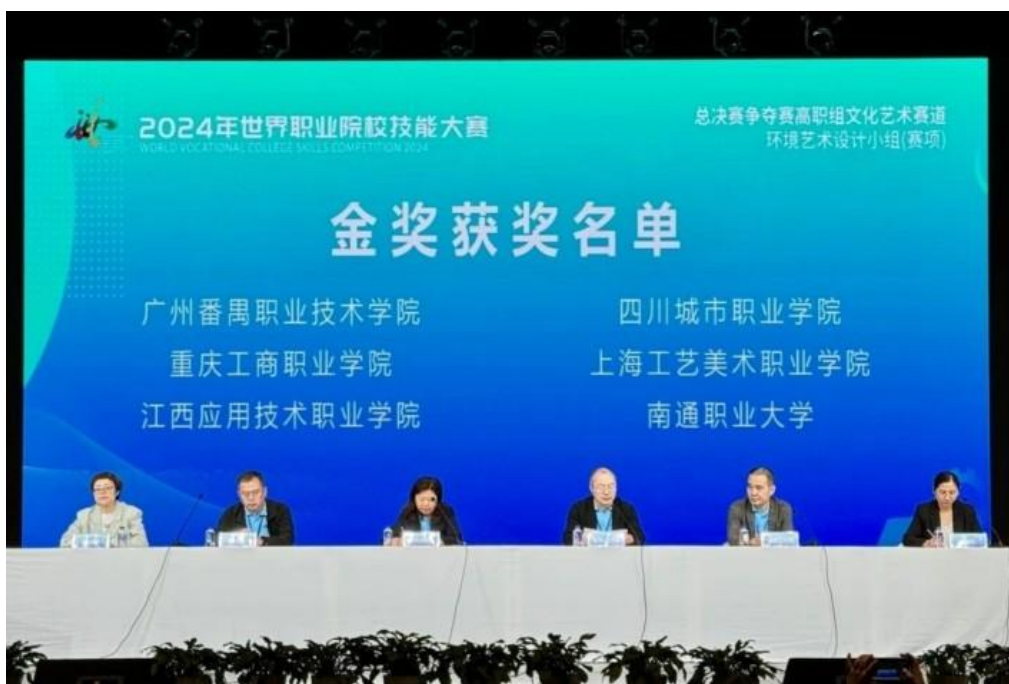 2024年世界职业院校技能大赛
WORLD VOCATIONAL COLLEGE SKILLS COMPETITION 2024
总决赛争夺赛高职组文化艺术赛道
环境艺术设计小组(赛项)
金奖获奖名单
广州番禺职业技术学院
四川城市职业学院
重庆工商职业学院
上海工艺美术职业学院
江西应用技术职业学院
南通职业大学